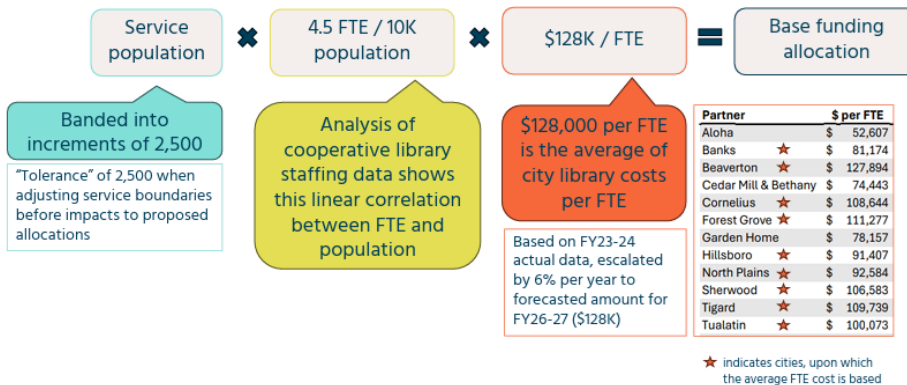 Service
population
4.5 FTE / 10K
population
$128K / FTE
Base funding
allocation
Banded into
increments of 2,500
"Tolerance" of 2,500 when
adjusting service boundaries
before impacts to proposed
allocations
Analysis of
cooperative library
staffing data shows
this linear correlation
between FTE and
population
$128,000 per FTE
is the average of
city library costs
per FTE
Based on FY23-24
actual data, escalated
by 6% per year to
forecasted amount for
FY26-27 ($128K)
Partner $ per FTE
Aloha $ 52,607
Banks $ 81,174
Beaverton $ 127,894
Cedar Mill & Bethany $ 74,443
Cornelius $ 108,644
Forest Grove $ 111,277
Garden Home $ 78,157
Hillsboro $ 91,407
North Plains $ 92,584
Sherwood $ 106,583
Tigard $ 109,739
Tualatin $ 100,073
indicates cities, upon which
the average FTE cost is based